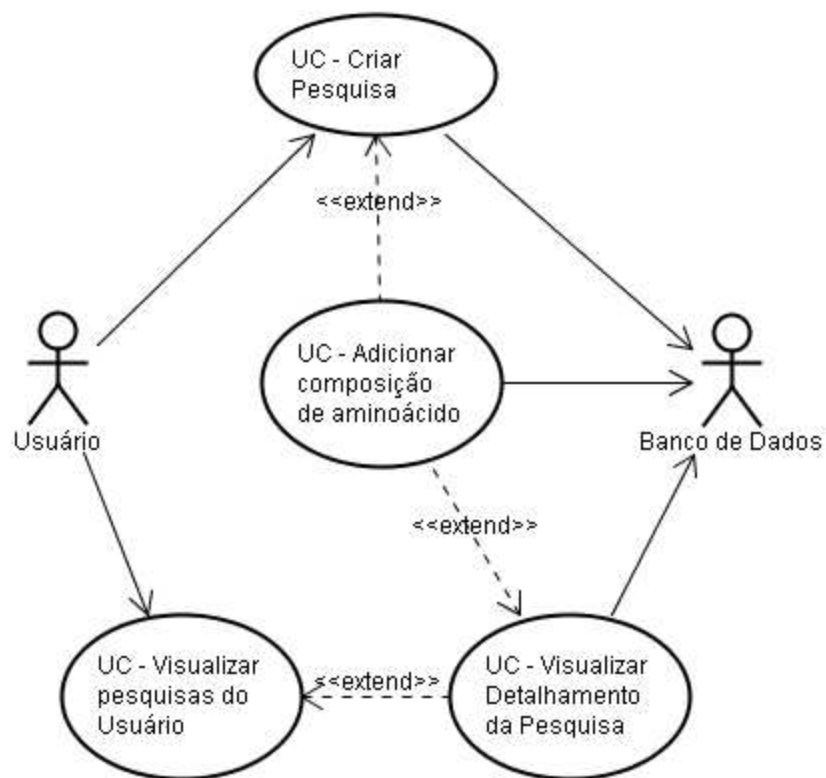 UC - Criar
Pesquisa
<<extend>>
UC - Adicionar
composição
de aminoácido
Usuário
Banco de Dados
<<extend>>
UC - Visualizar
pesquisas do
Usuário
<<extend>>
UC - Visualizar
Detalhamento
da Pesquisa